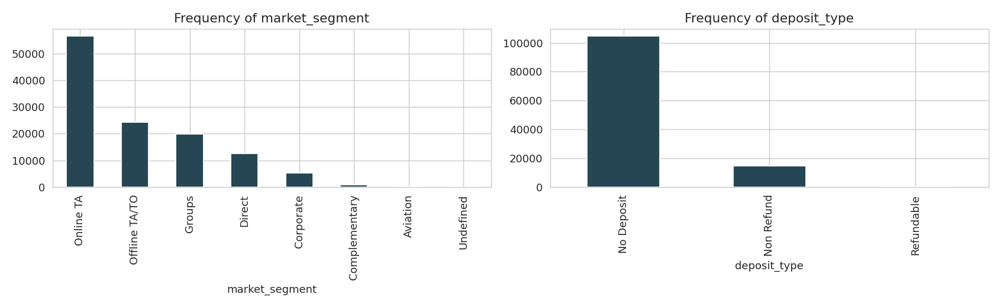 Frequency of market_segment
50000
40000
30000
20000
10000
0
Online TA
Offline TA/TO
Groups
Direct
Corporate
Complementary
Aviation
Undefined
market_segment
Frequency of deposit_type
100000
80000
60000
40000
20000
0
No Deposit
Non Refund
Refundable
deposit_type